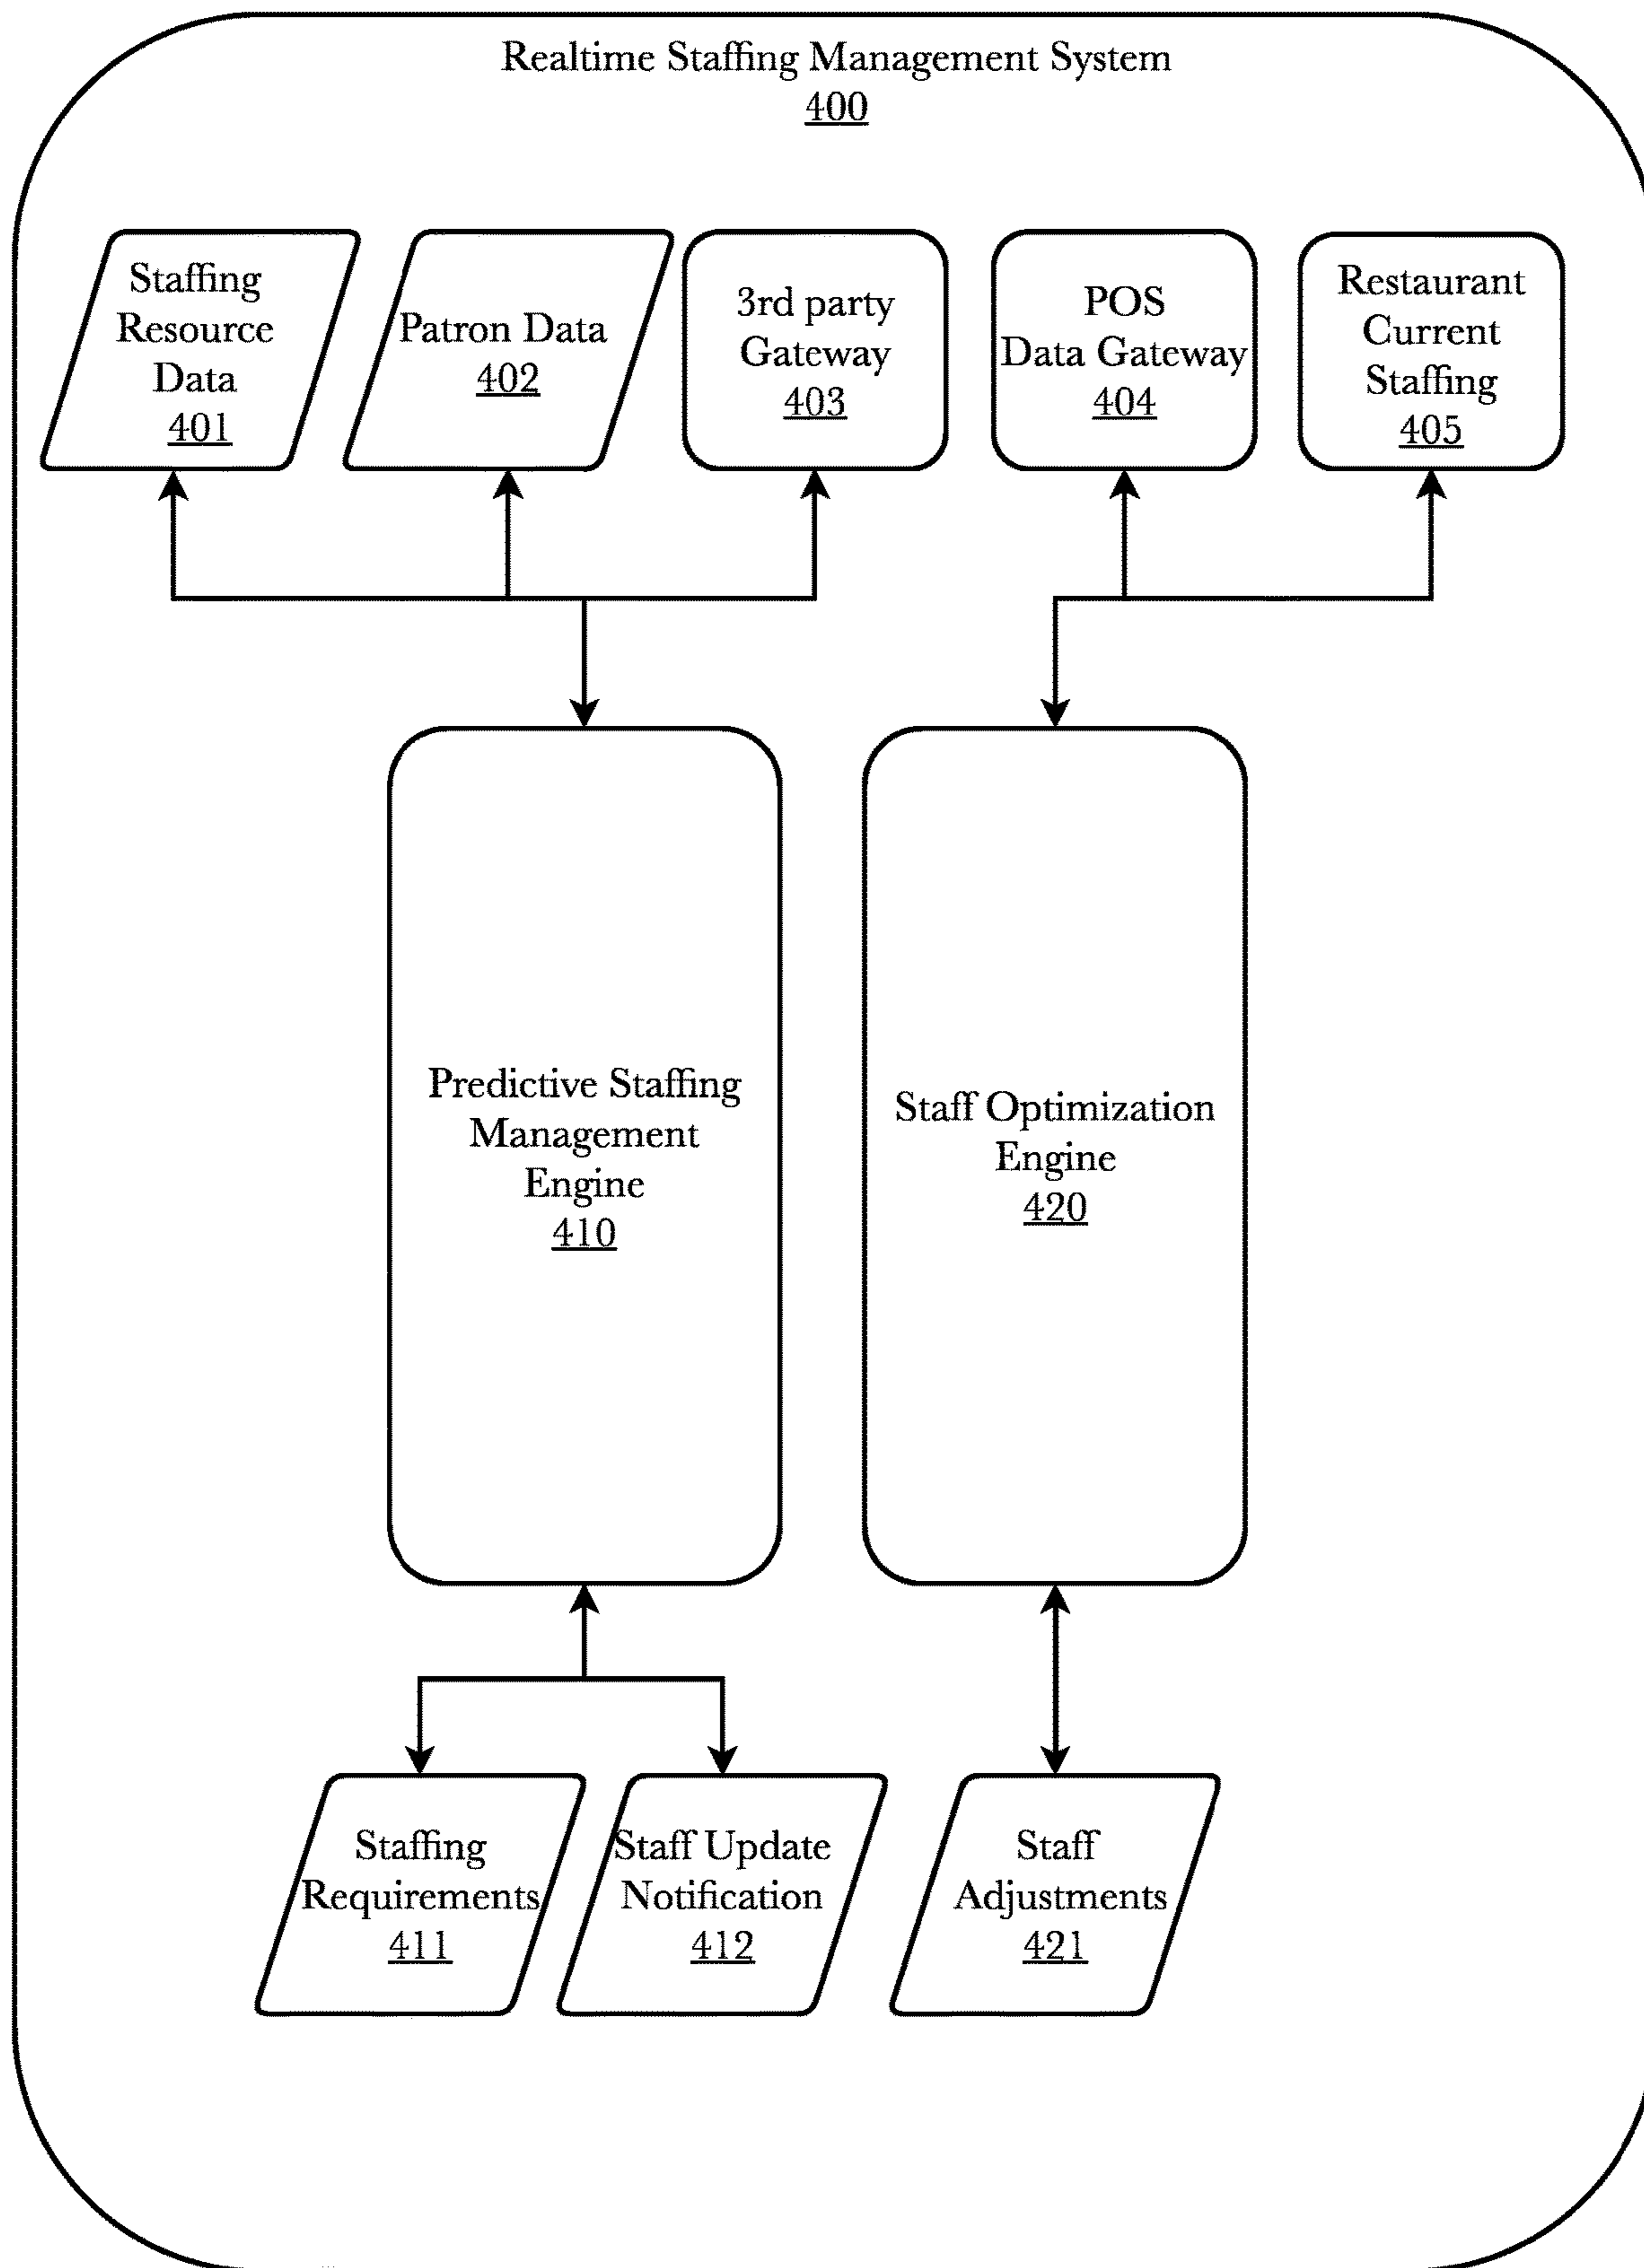 Realtime Staffing Management System
400
Staffing
Resource
Data
401
Patron Data
402
3rd party
Gateway
403
POS
Data Gateway
404
Restaurant
Current
Staffing
405
Predictive Staffing
Management
Engine
410
Staff Optimization
Engine
420
Staffing
Requirements
411
Staff Update
Notification
412
Staff
Adjustments
421